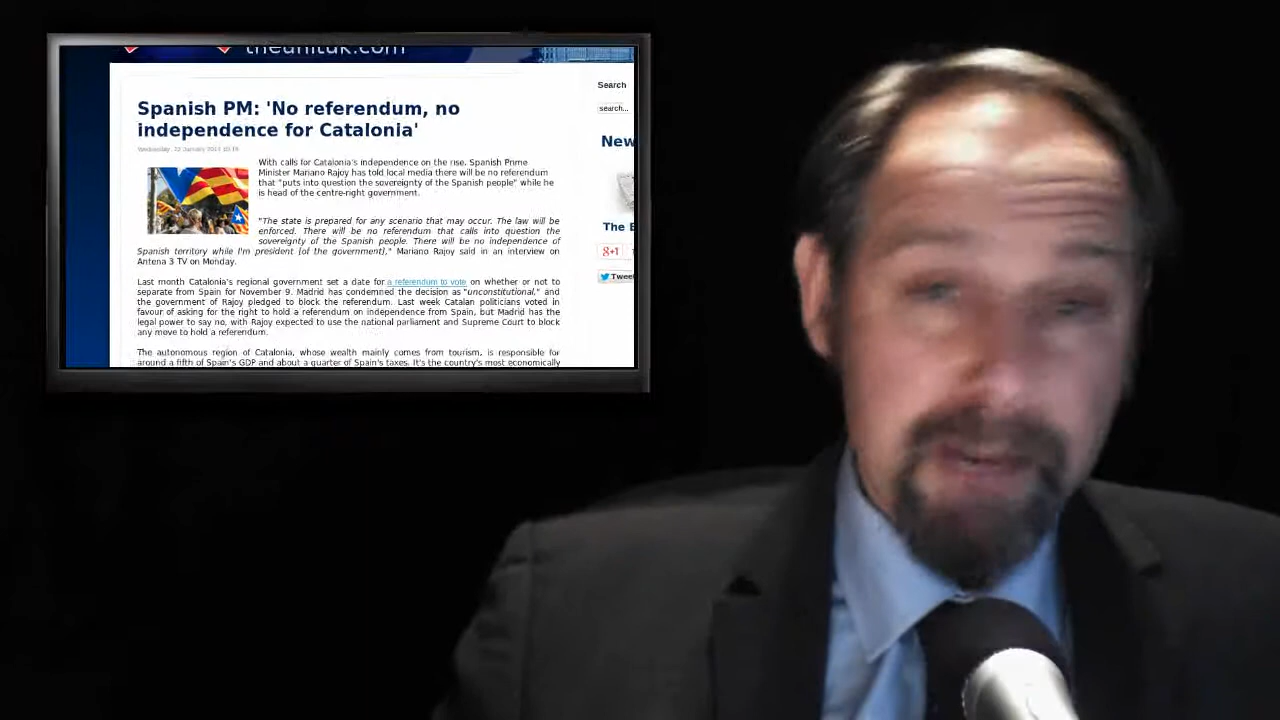 theunituk.com
Spanish PM: 'No referendum, no
independence for Catalonia'
Wednesday, 22 January 2014 15:19
With calls for Catalonia's independence on the rise, Spanish Prime
Minister Mariano Rajoy has told local media there will be no referendum
that "puts into question the sovereignty of the Spanish people" while he
is head of the centre-right government.
"The state is prepared for any scenario that may occur. The law will be
enforced. There will be no referendum that calls into question the
sovereignty of the Spanish people. There will be no independence of
Spanish territory while I'm president [of the government]," Mariano Rajoy said in an interview on
Antena 3 TV on Monday.
Last month Catalonia's regional government set a date for a referendum to vote on whether or not to
separate from Spain for November 9. Madrid has condemned the decision as "unconstitutional," and
the government of Rajoy pledged to block the referendum. Last week Catalan politicians voted in
favour of asking for the right to hold a referendum on independence from Spain, but Madrid has the
legal power to say no, with Rajoy expected to use the national parliament and Supreme Court to block
any move to hold a referendum.
The autonomous region of Catalonia, whose wealth mainly comes from tourism, is responsible for
around a fifth of Spain's GDP and about a quarter of Spain's taxes. It's the country's most economically
Search
search...
New
The E
g+1
Tweet